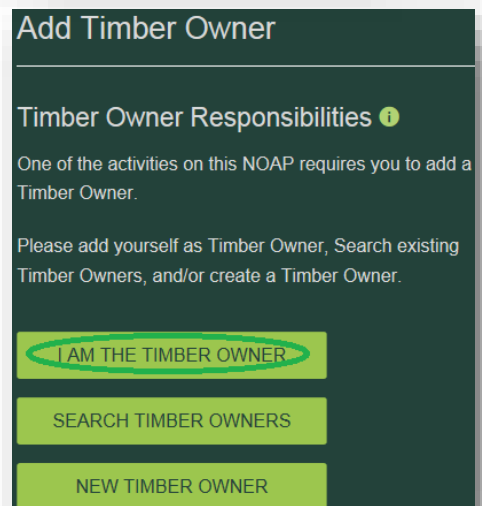 Add Timber Owner
Timber Owner Responsibilities
One of the activities on this NOAP requires you to add a
Timber Owner.
Please add yourself as Timber Owner, Search existing
Timber Owners, and/or create a Timber Owner.
I AM THE TIMBER OWNER
SEARCH TIMBER OWNERS
NEW TIMBER OWNER